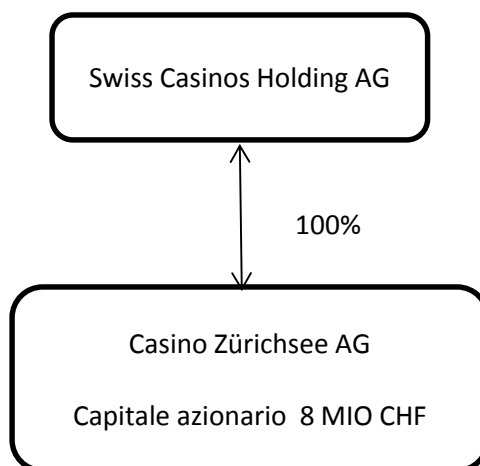 Swiss Casinos Holding AG
100%
Casino Zürichsee AG
Capitale azionario 8 MIO CHF